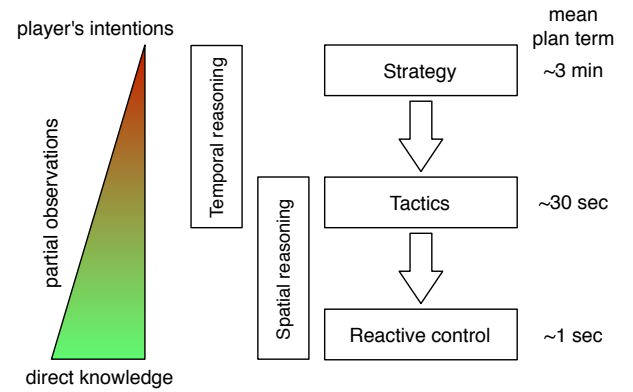 player's intentions
partial observations
direct knowledge
Temporal reasoning
Spatial reasoning
Strategy
Tactics
Reactive control
mean
plan term
~3 min
~30 sec
~1 sec